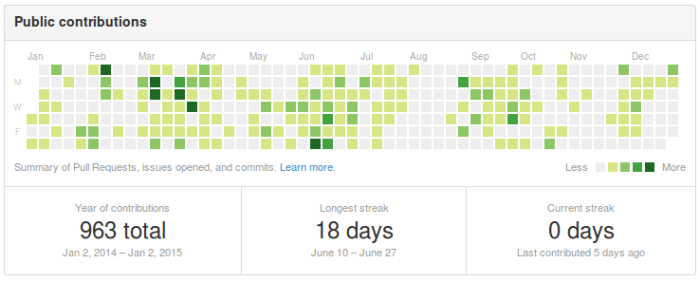 Public contributions
Jan Feb Mar Apr May Jun Jul Aug Sep Oct Nov Dec
M
W
F
Summary of Pull Requests, issues opened, and commits. Learn more.
Less More
Year of contributions
963 total
Jan 2, 2014 – Jan 2, 2015
Longest streak
18 days
June 10 – June 27
Current streak
0 days
Last contributed 5 days ago